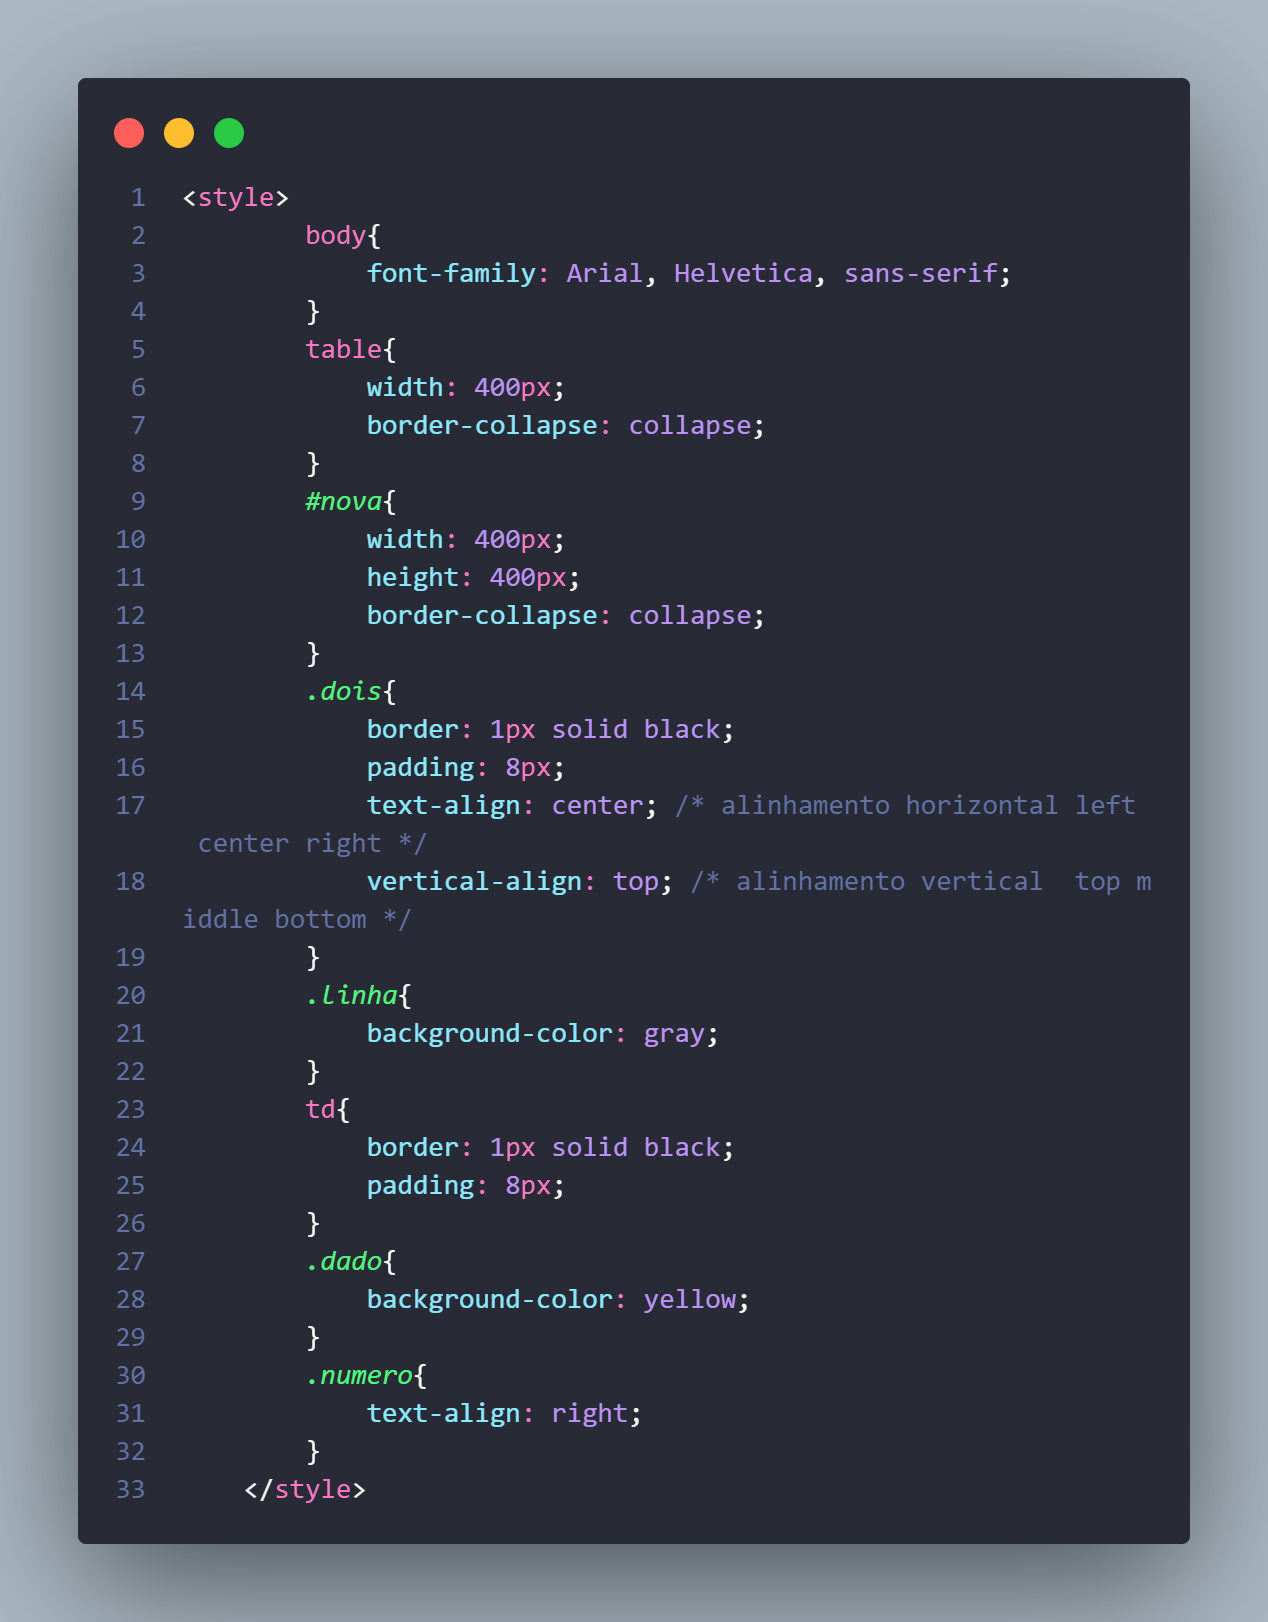 1 <style>
2         body{
3             font-family: Arial, Helvetica, sans-serif;
4         }
5         table{
6             width: 400px;
7             border-collapse: collapse;
8         }
9         #nova{
10             width: 400px;
11             height: 400px;
12             border-collapse: collapse;
13         }
14         .dois{
15             border: 1px solid black;
16             padding: 8px;
17             text-align: center; /* alinhamento horizontal left
 center right */
18             vertical-align: top; /* alinhamento vertical  top m
iddle bottom */
19         }
20         .linha{
21             background-color: gray;
22         }
23         td{
24             border: 1px solid black;
25             padding: 8px;
26         }
27         .dado{
28             background-color: yellow;
29         }
30         .numero{
31             text-align: right;
32         }
33     </style>